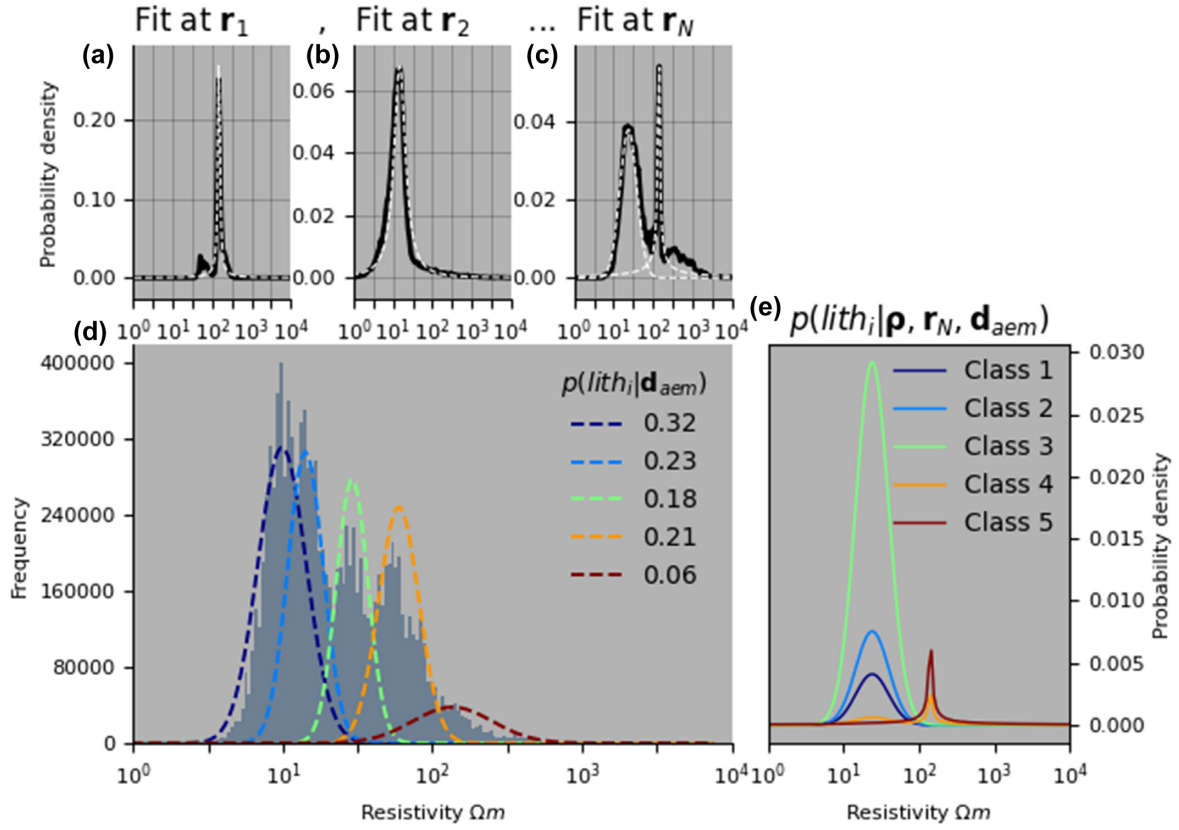 Fit at r1 , Fit at r2 ... Fit at rN
(a) (b) (c)
Probability density
0.20
0.10
0.00
0.06
0.04
0.02
0.00
0.04
0.02
0.00
10^0 10^1 10^2 10^3 10^4
10^0 10^1 10^2 10^3 10^4
10^0 10^1 10^2 10^3 10^4
(d)
400000
320000
240000
160000
80000
0
Frequency
p(lith_i|d_aem)
0.32
0.23
0.18
0.21
0.06
10^0 10^1 10^2 10^3 10^4
Resistivity Ωm
(e)
p(lith_i|ρ, r_N, d_aem)
Class 1
Class 2
Class 3
Class 4
Class 5
0.030
0.025
0.020
0.015
0.010
0.005
0.000
Probability density
10^0 10^1 10^2 10^3 10^4
Resistivity Ωm